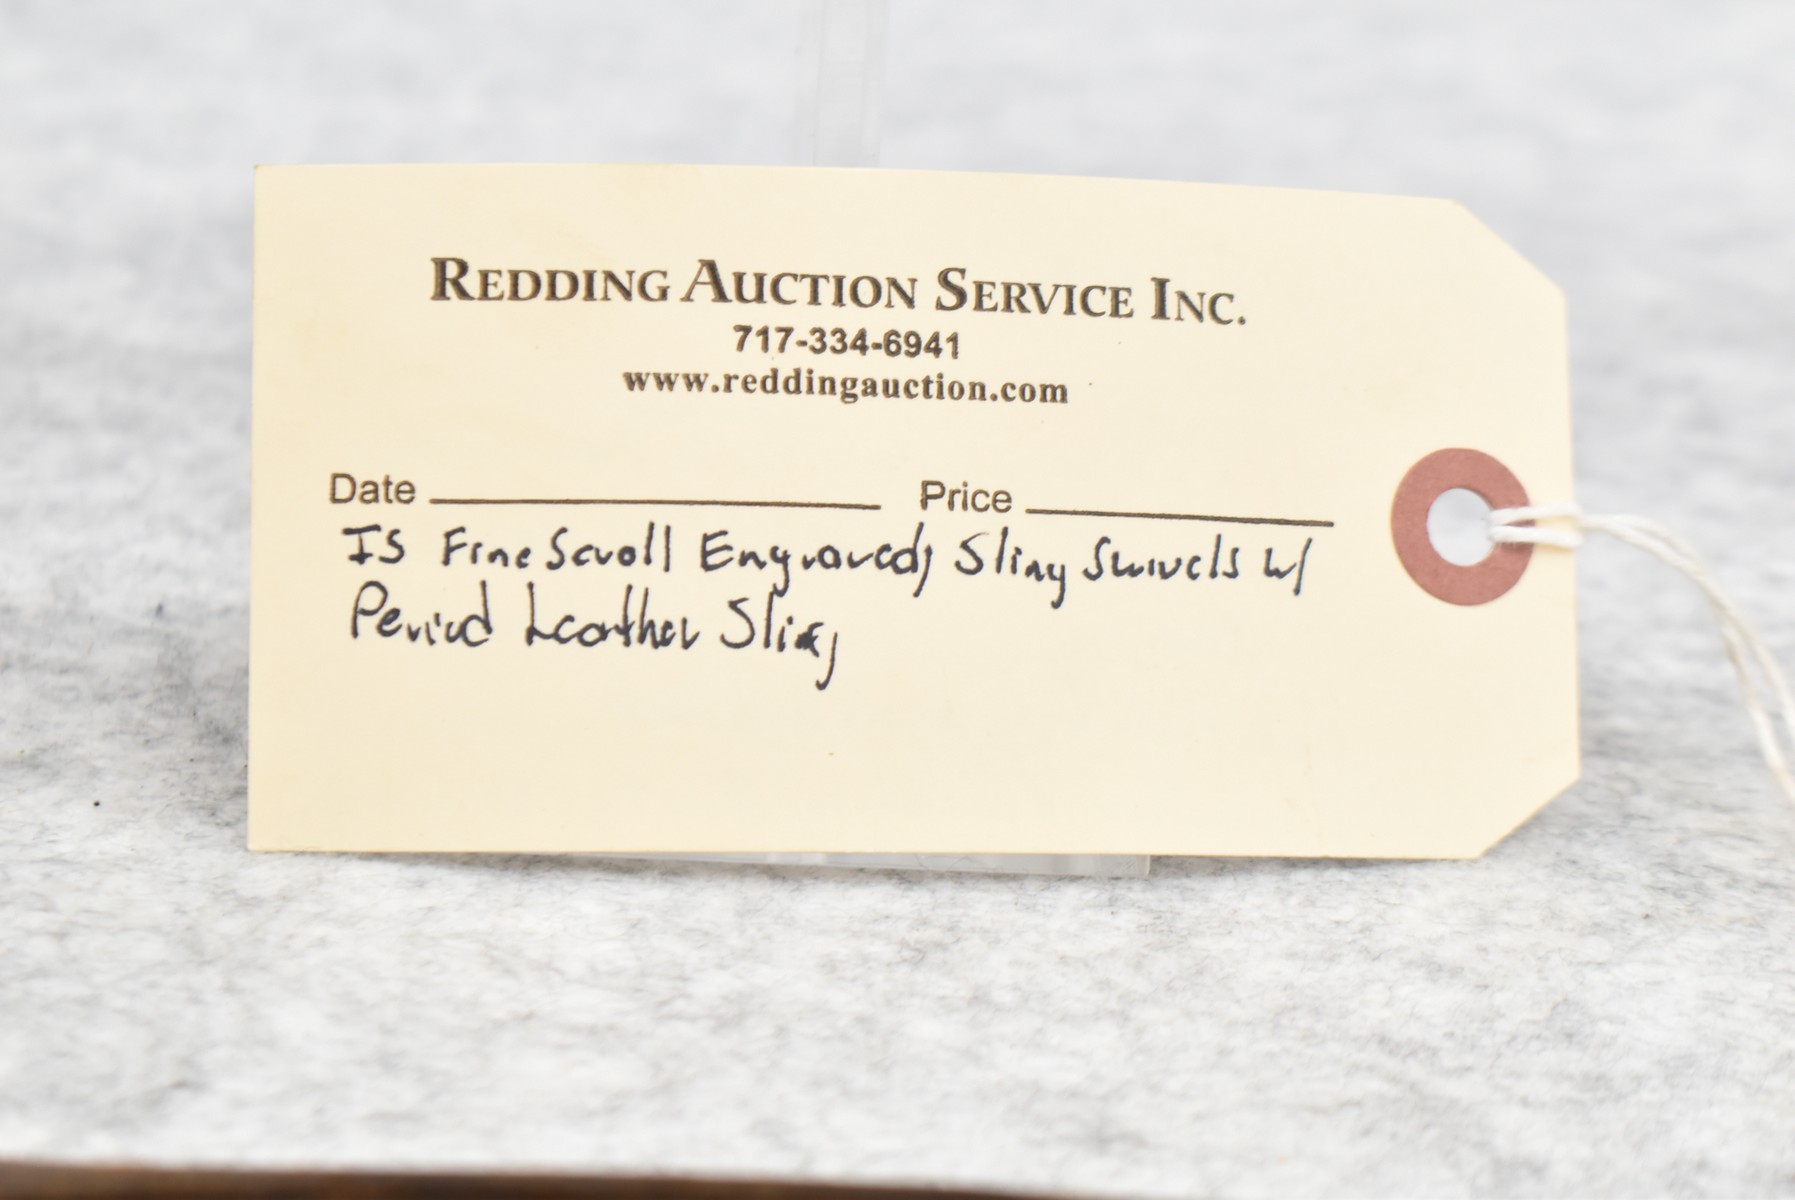 Redding Auction Service Inc.
717-334-6941
www.reddingauction.com
Date Price
Is Fine Scroll Engraved, Sling Swivels w/
Period Leather Sling